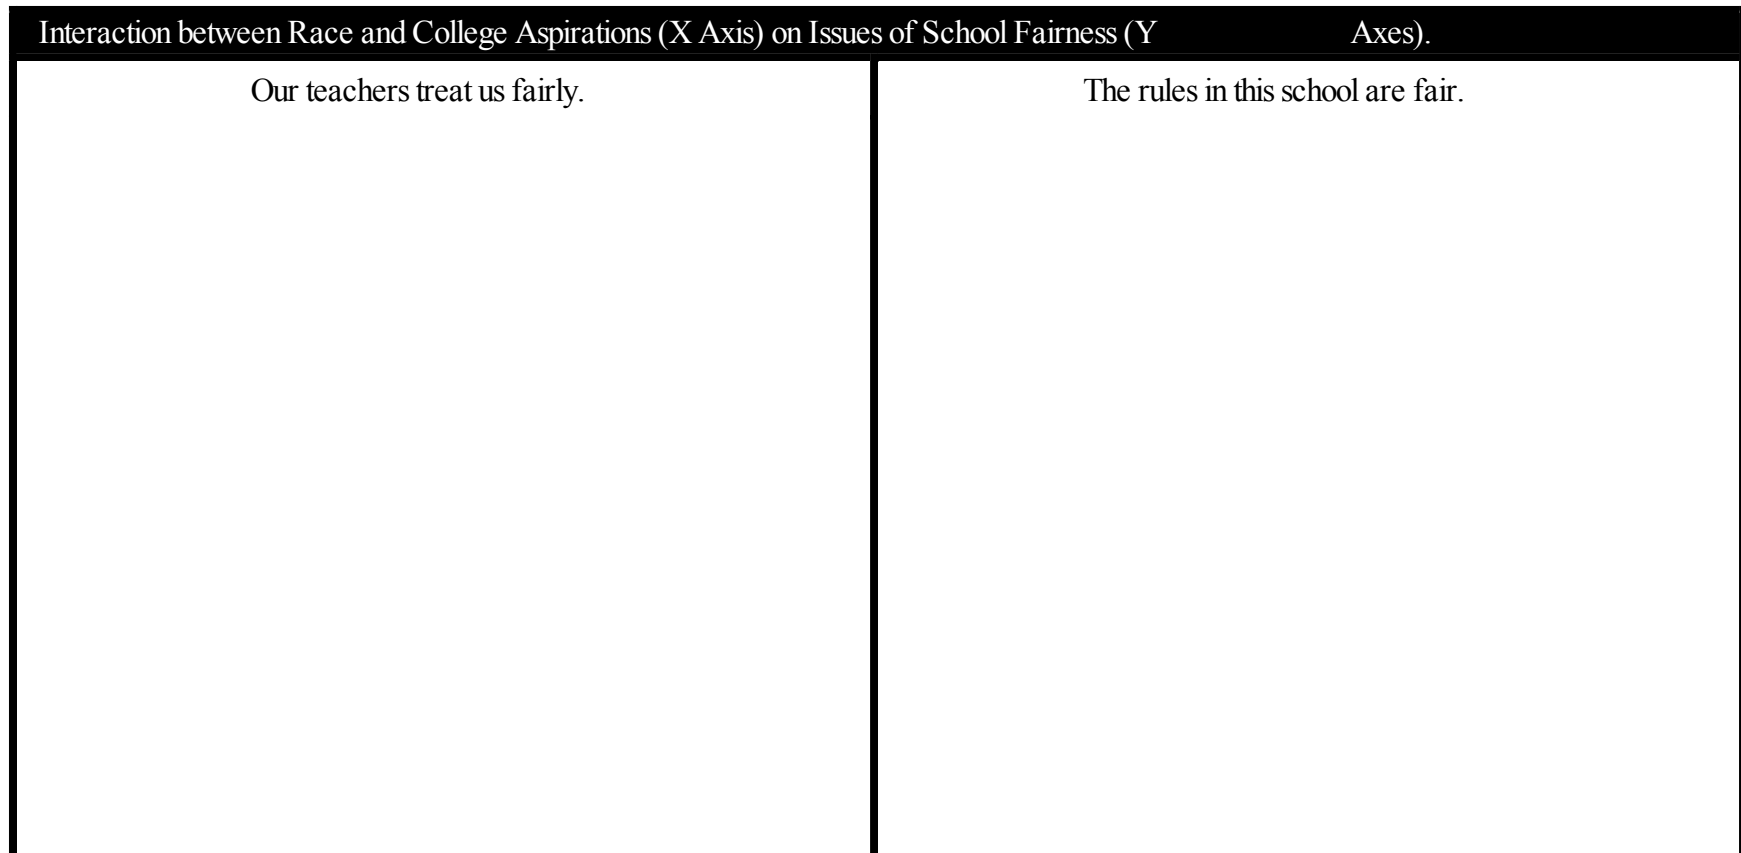 Interaction between Race and College Aspirations (X Axis) on Issues of School Fairness (Y Axes).
Our teachers treat us fairly.
The rules in this school are fair.